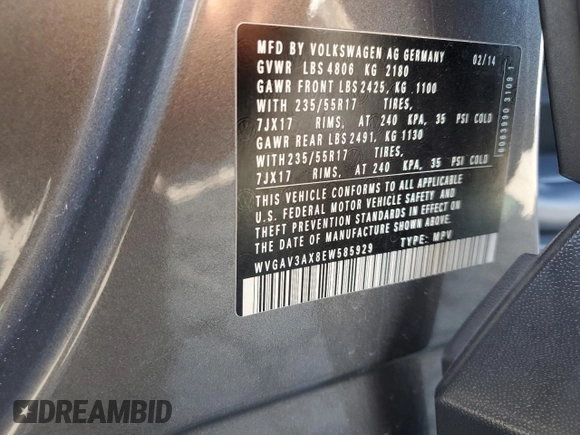 MFD BY VOLKSWAGEN AG GERMANY
GVWR LBS 4806 KG 2180 02/14
GAWR FRONT LBS 2425, KG 1100
WITH 235/55R17 TIRES,
7JX17 RIMS, AT 240 KPA, 35 PSI COLD
GAWR REAR LBS 2491, KG 1130
WITH 235/55R17 TIRES,
7JX17 RIMS, AT 240 KPA, 35 PSI COLD
THIS VEHICLE CONFORMS TO ALL APPLICABLE
U.S. FEDERAL MOTOR VEHICLE SAFETY AND
THEFT PREVENTION STANDARDS IN EFFECT ON
DATE OF MANUFACTURE SHOWN ABOVE.
WVGAV3AX8EW585929 TYPE: MPV
DREAMBID